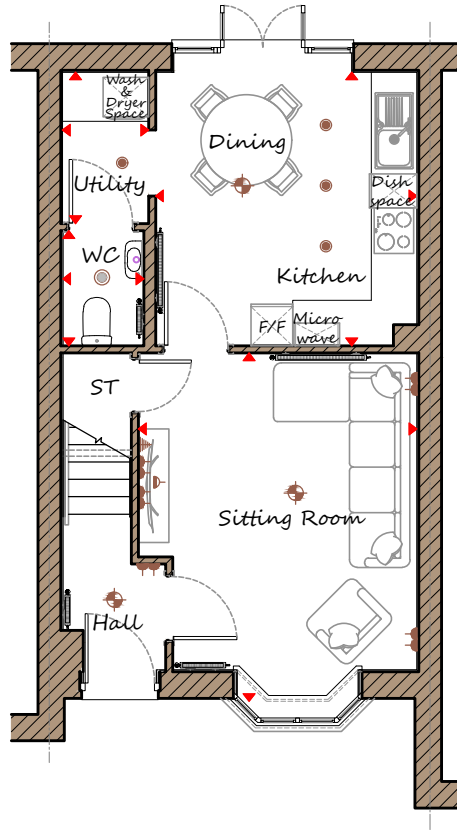 Wash
&
Dryer
Space
Dining
Utility
Dish
space
WC
Kitchen
F/F
Micro
wave
ST
Sitting Room
Hall